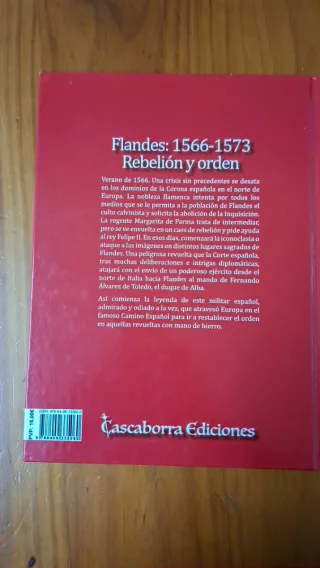 Flandes: 1566-1573
Rebelión y orden
Verano de 1566. Una crisis sin precedentes se desata
en los dominios de la Corona española en el norte de
Europa. La nobleza flamenca intenta por todos los
medios que se le permita a la población de Flandes el
culto calvinista y solicita la abolición de la Inquisición.
La regente Margarita de Parma trata de intermediar,
pero se ve envuelta en un caos de rebelión y pide ayuda
al rey Felipe II. En esos días, comenzará la iconoclasia o
ataque a las imágenes en distintos lugares sagrados de
Flandes. Una peligrosa revuelta que la Corte española,
tras muchas deliberaciones e intrigas diplomáticas,
atajará con el envío de un poderoso ejército desde el
norte de Italia hacia Flandes al mando de Fernando
Álvarez de Toledo, el duque de Alba.
Así comienza la leyenda de este militar español,
admirado y odiado a la vez, que atravesó Europa en el
famoso Camino Español para ir a restablecer el orden
en aquellas revueltas con mano de hierro.
Cascaborra Ediciones